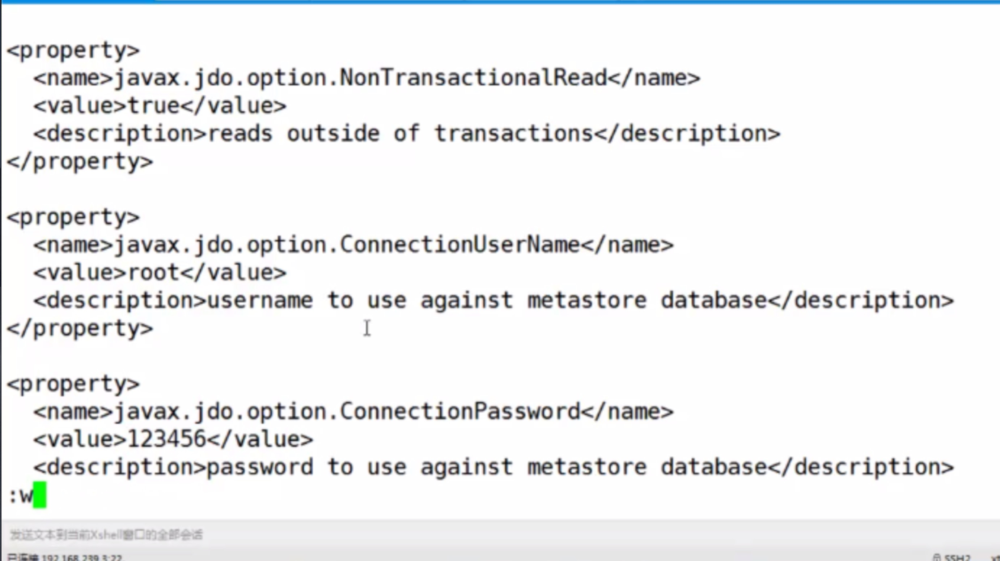 <property>
  <name>javax.jdo.option.NonTransactionalRead</name>
  <value>true</value>
  <description>reads outside of transactions</description>
</property>
<property>
  <name>javax.jdo.option.ConnectionUserName</name>
  <value>root</value>
  <description>username to use against metastore database</description>
</property>
<property>
  <name>javax.jdo.option.ConnectionPassword</name>
  <value>123456</value>
  <description>password to use against metastore database</description>
:w
发送文本到当前Xshell窗口的全部会话
已连接 192.168.239.3:22. SSH2